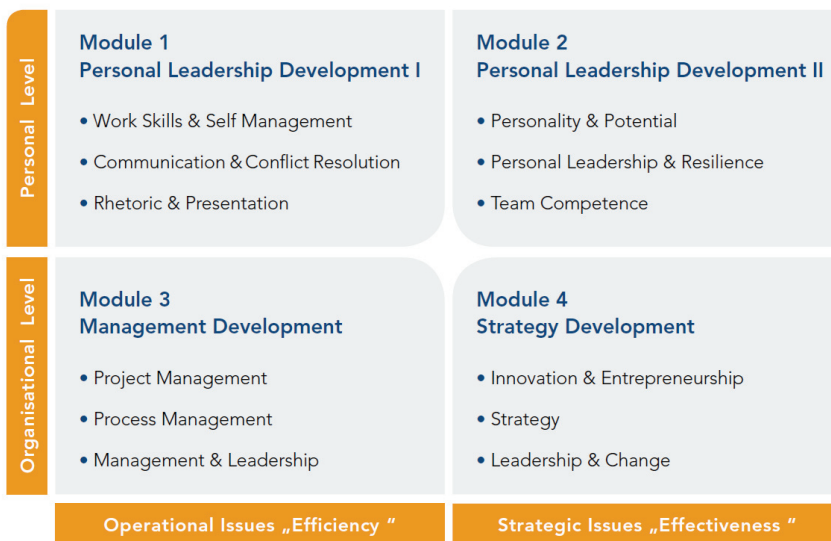 Personal Level
Module 1
Personal Leadership Development I
• Work Skills & Self Management
• Communication & Conflict Resolution
• Rhetoric & Presentation
Module 2
Personal Leadership Development II
• Personality & Potential
• Personal Leadership & Resilience
• Team Competence
Organisational Level
Module 3
Management Development
• Project Management
• Process Management
• Management & Leadership
Module 4
Strategy Development
• Innovation & Entrepreneurship
• Strategy
• Leadership & Change
Operational Issues „Efficiency “
Strategic Issues „Effectiveness “